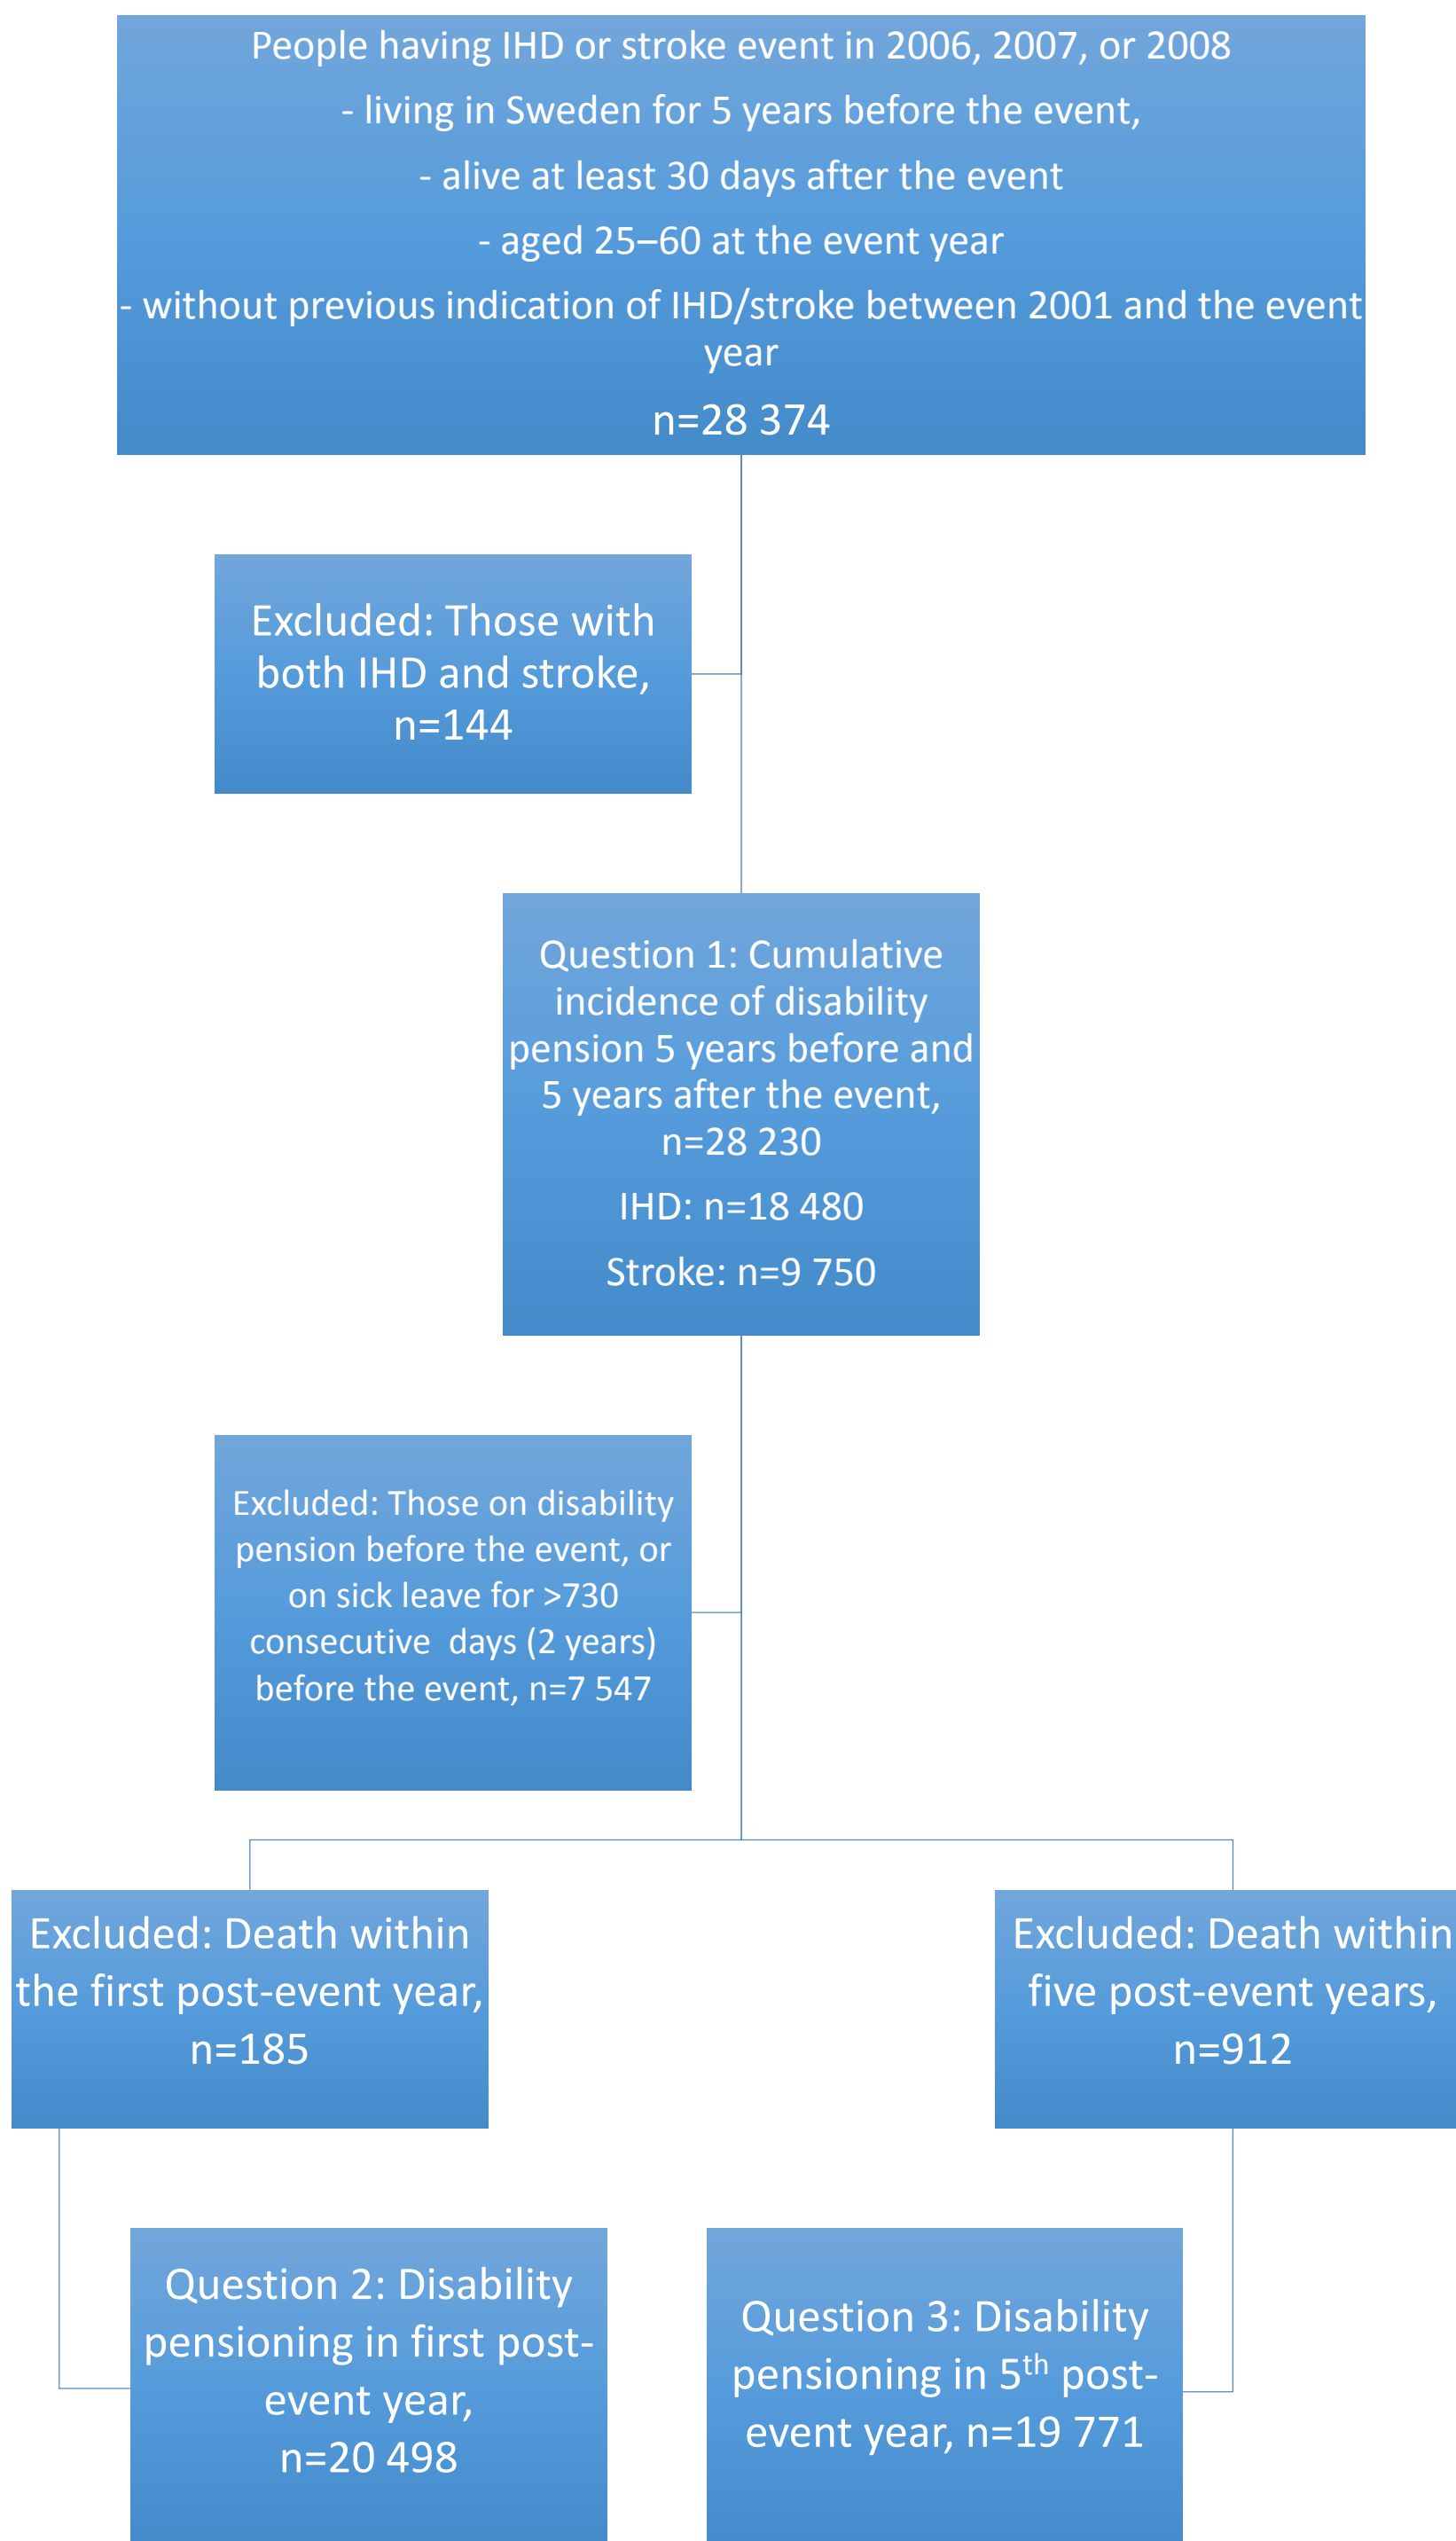 People having IHD or stroke event in 2006, 2007, or 2008
- living in Sweden for 5 years before the event,
- alive at least 30 days after the event
- aged 25–60 at the event year
- without previous indication of IHD/stroke between 2001 and the event
year
n=28 374
Excluded: Those with
both IHD and stroke,
n=144
Question 1: Cumulative
incidence of disability
pension 5 years before and
5 years after the event,
n=28 230
IHD: n=18 480
Stroke: n=9 750
Excluded: Those on disability
pension before the event, or
on sick leave for >730
consecutive  days (2 years)
before the event, n=7 547
Excluded: Death within
the first post-event year,
n=185
Excluded: Death within
five post-event years,
n=912
Question 2: Disability
pensioning in first post-
event year,
n=20 498
Question 3: Disability
pensioning in 5th post-
event year, n=19 771